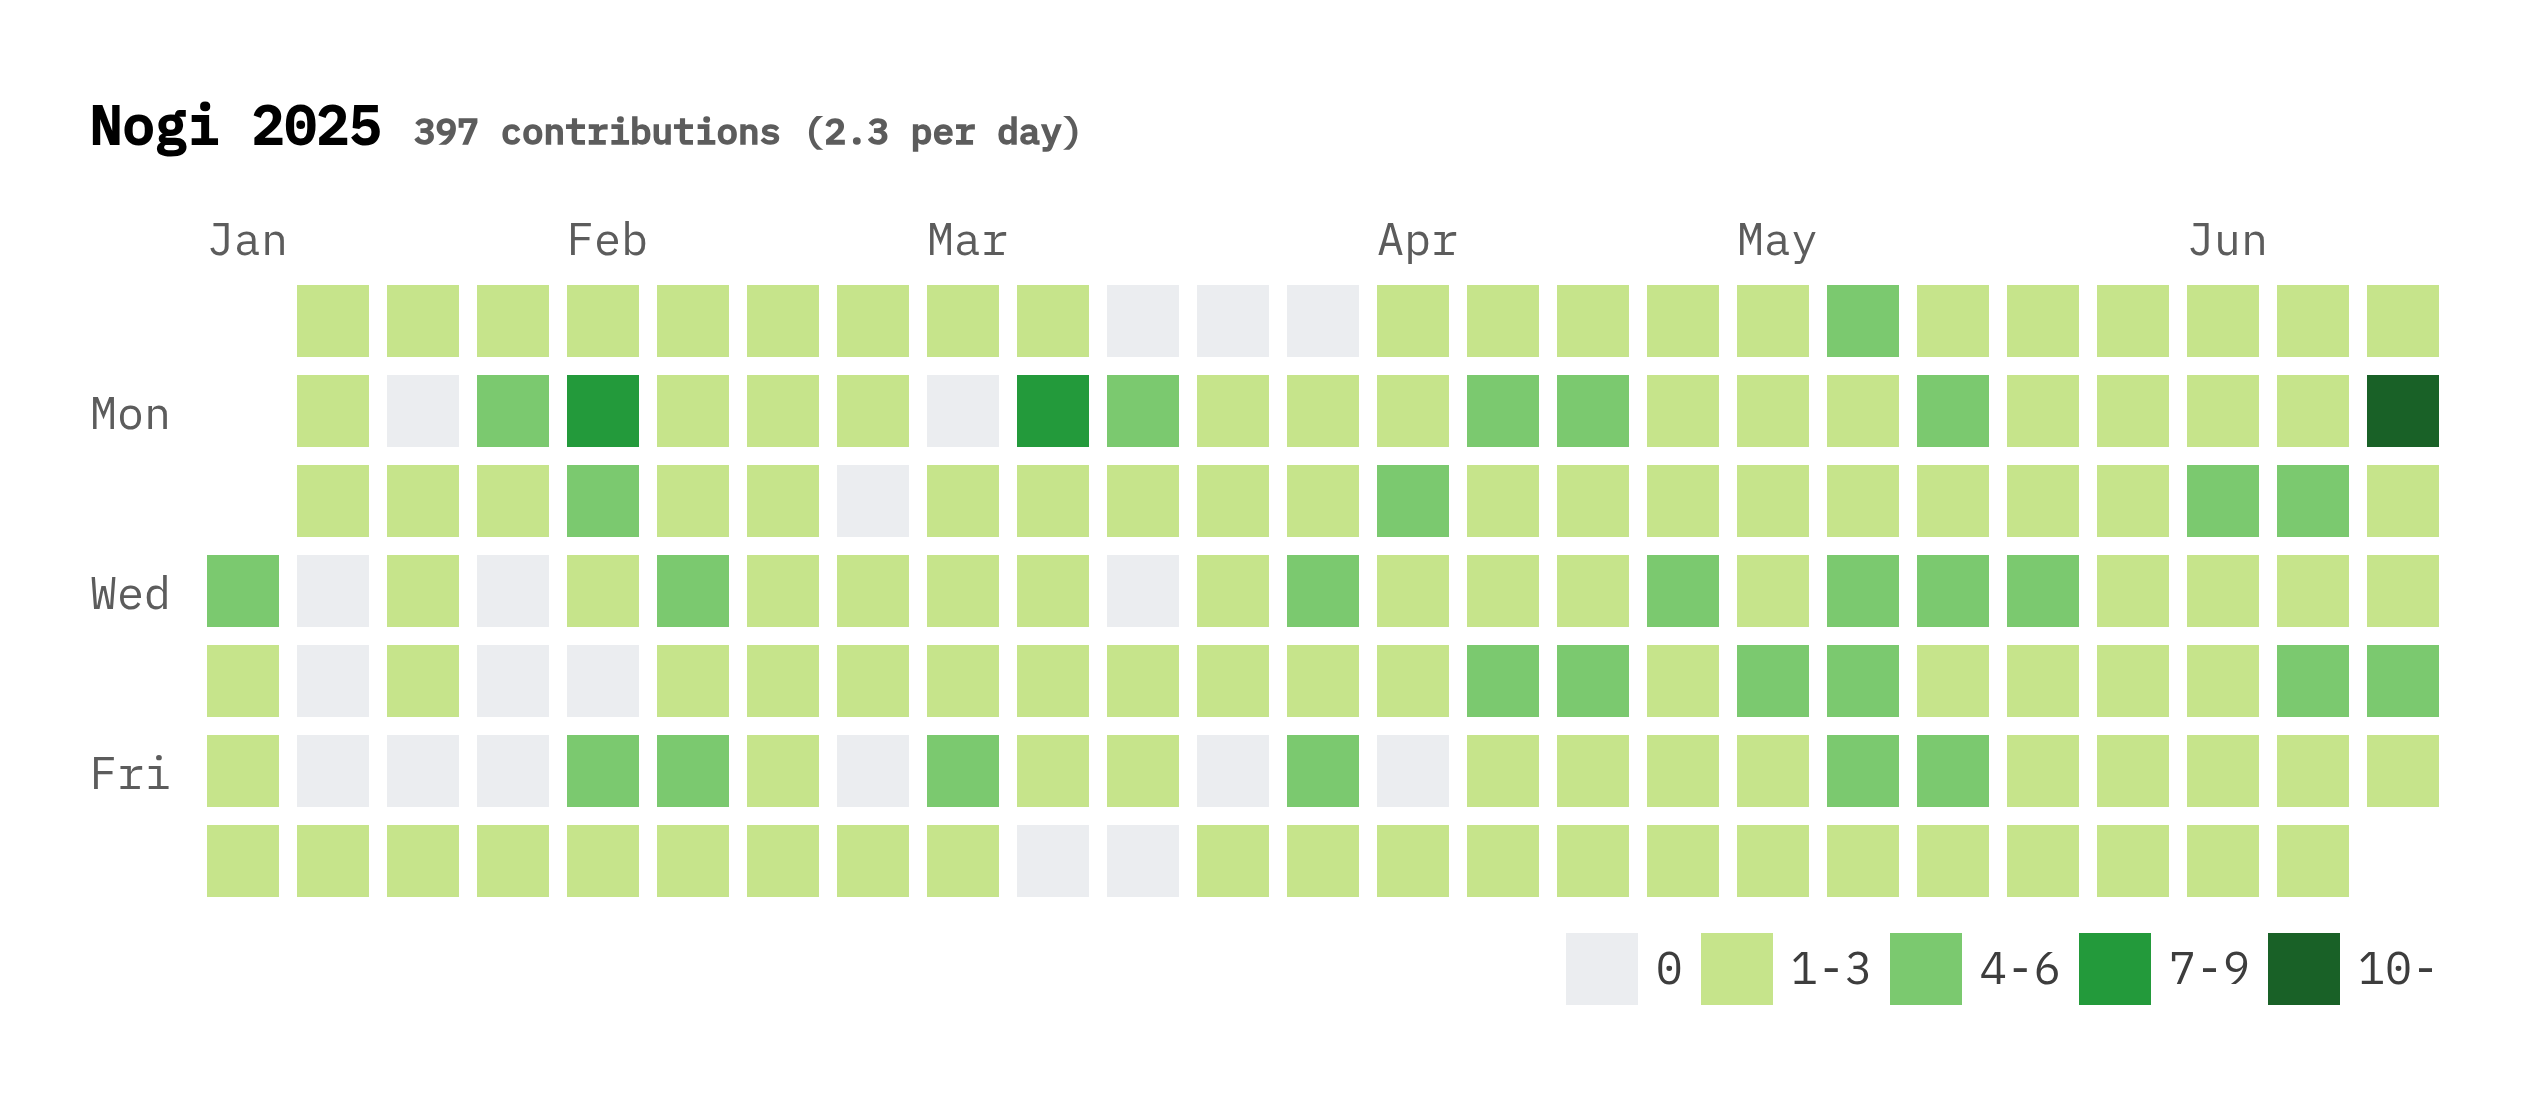 Nogi 2025 397 contributions (2.3 per day)
Jan Feb Mar Apr May Jun
Mon
Wed
Fri
0 1-3 4-6 7-9 10-